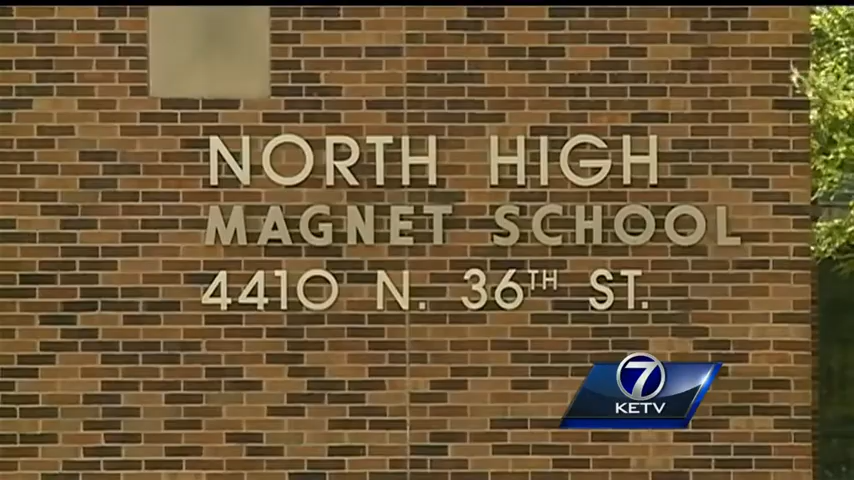 NORTH HIGH
MAGNET SCHOOL
4410 N. 36TH ST.
7
KETV